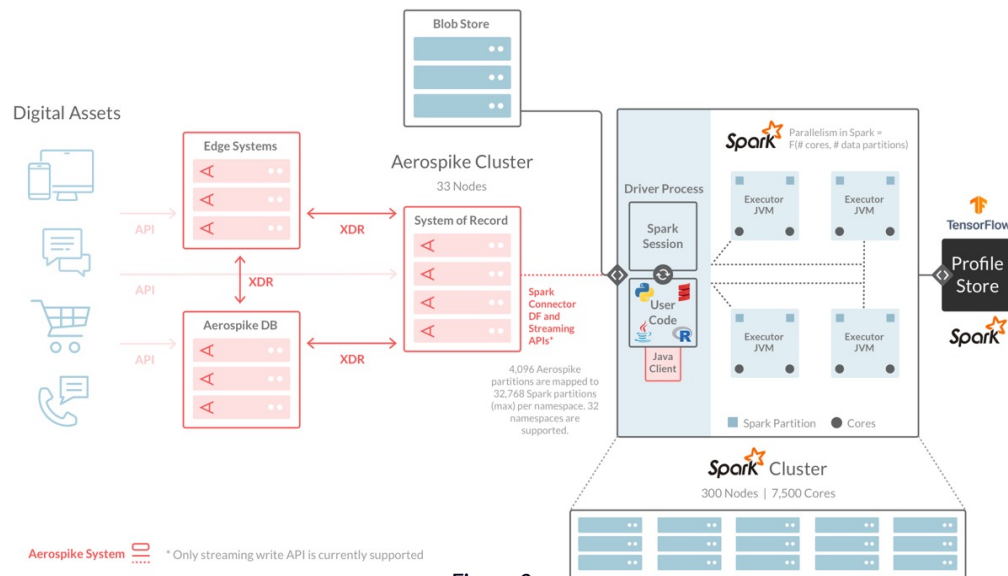 Blob Store
Digital Assets
Edge Systems
Aerospike Cluster
33 Nodes
System of Record
API
XDR
API
XDR
Aerospike DB
API
XDR
Spark
Connector
DF and
Streaming
APIs*
4,096 Aerospike
partitions are mapped to
32,768 Spark partitions
(max) per namespace. 32
namespaces are
supported.
Driver Process
Spark
Session
User
Code
Java
Client
Spark
Parallelism in Spark =
F(# cores, # data partitions)
Executor
JVM
Executor
JVM
Executor
JVM
Executor
JVM
Spark Partition
Cores
TensorFlow
Profile
Store
Spark
Spark Cluster
300 Nodes | 7,500 Cores
Aerospike System
* Only streaming write API is currently supported